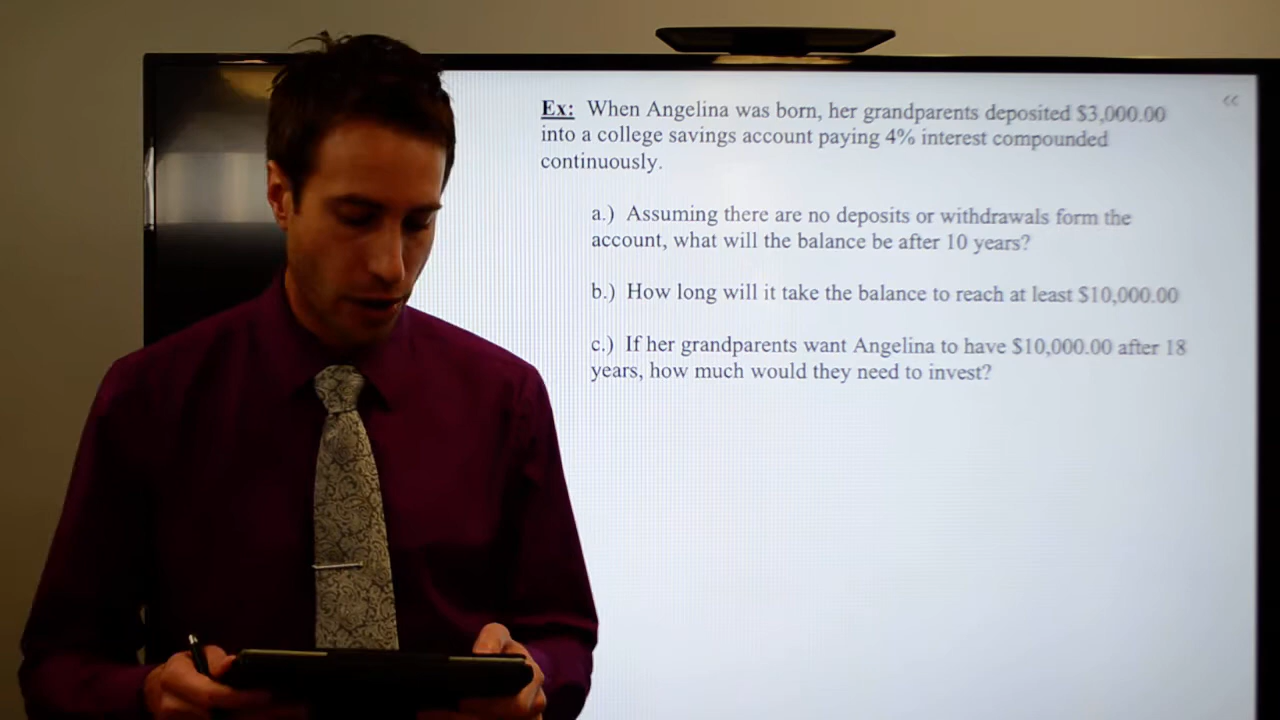 Ex: When Angelina was born, her grandparents deposited $3,000.00
into a college savings account paying 4% interest compounded
continuously.
a.) Assuming there are no deposits or withdrawals form the
account, what will the balance be after 10 years?
b.) How long will it take the balance to reach at least $10,000.00
c.) If her grandparents want Angelina to have $10,000.00 after 18
years, how much would they need to invest?